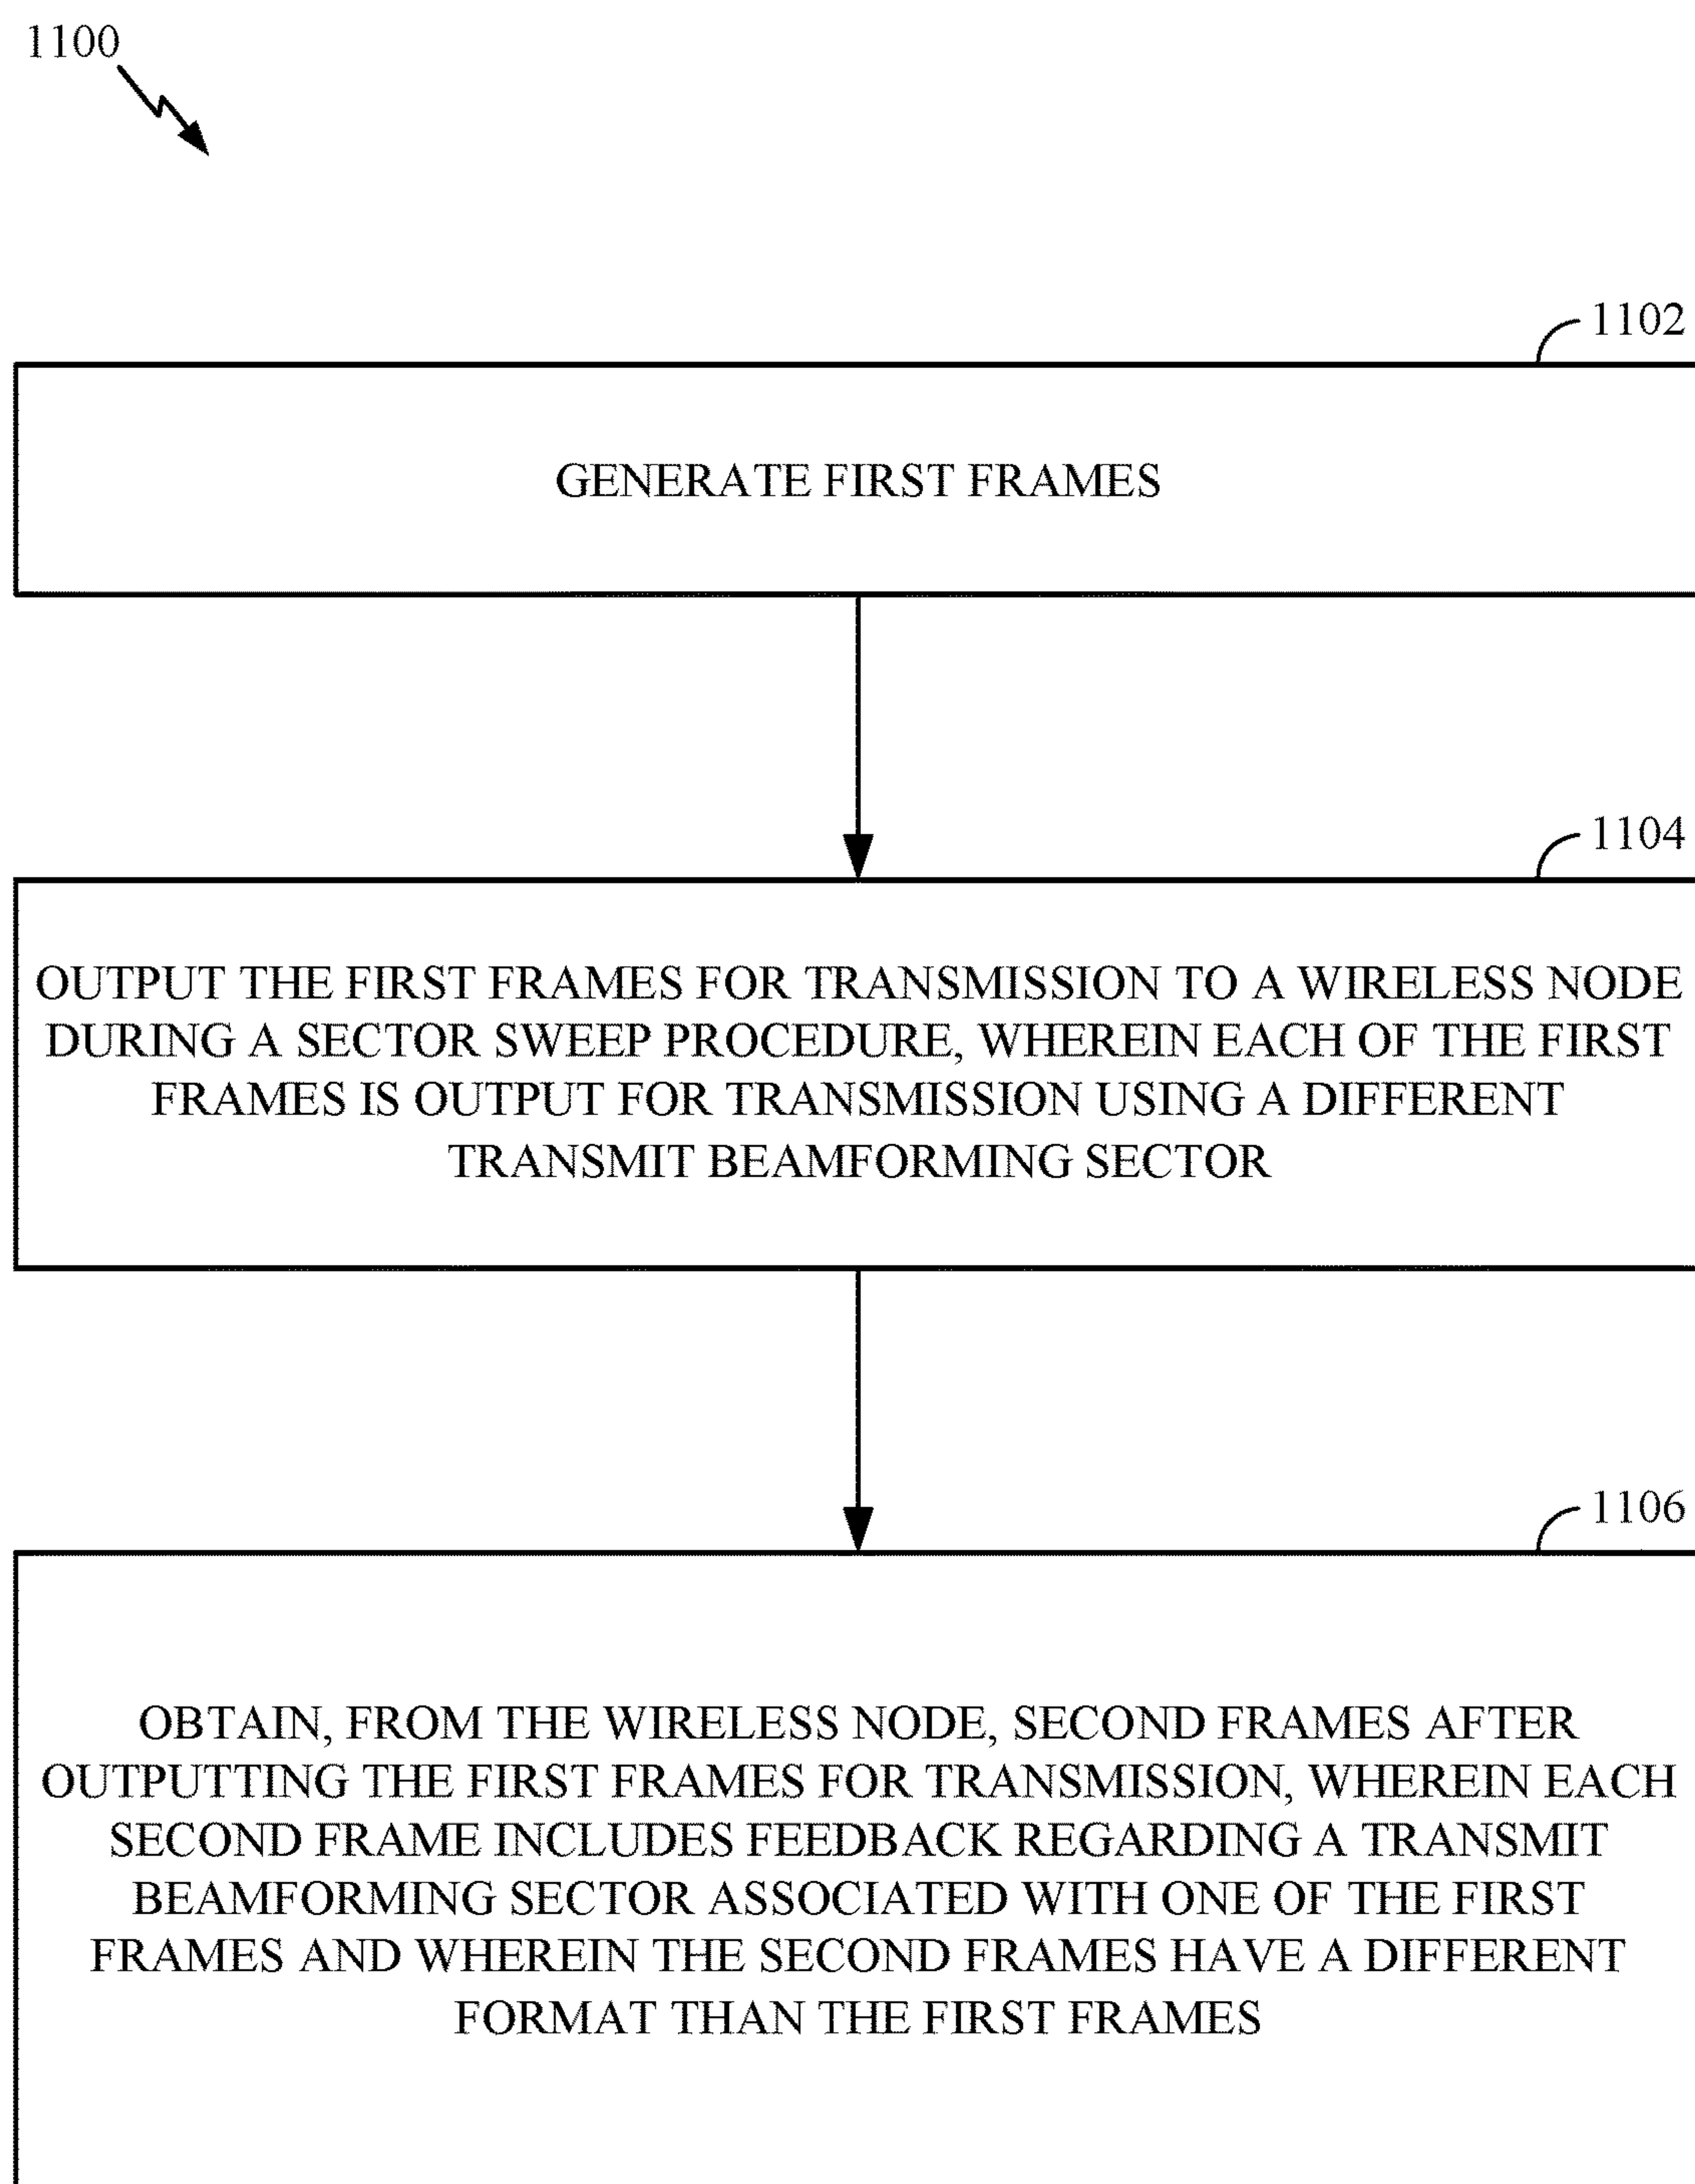 1100
1102
GENERATE FIRST FRAMES
1104
OUTPUT THE FIRST FRAMES FOR TRANSMISSION TO A WIRELESS NODE
DURING A SECTOR SWEEP PROCEDURE, WHEREIN EACH OF THE FIRST
FRAMES IS OUTPUT FOR TRANSMISSION USING A DIFFERENT
TRANSMIT BEAMFORMING SECTOR
1106
OBTAIN, FROM THE WIRELESS NODE, SECOND FRAMES AFTER
OUTPUTTING THE FIRST FRAMES FOR TRANSMISSION, WHEREIN EACH
SECOND FRAME INCLUDES FEEDBACK REGARDING A TRANSMIT
BEAMFORMING SECTOR ASSOCIATED WITH ONE OF THE FIRST
FRAMES AND WHEREIN THE SECOND FRAMES HAVE A DIFFERENT
FORMAT THAN THE FIRST FRAMES